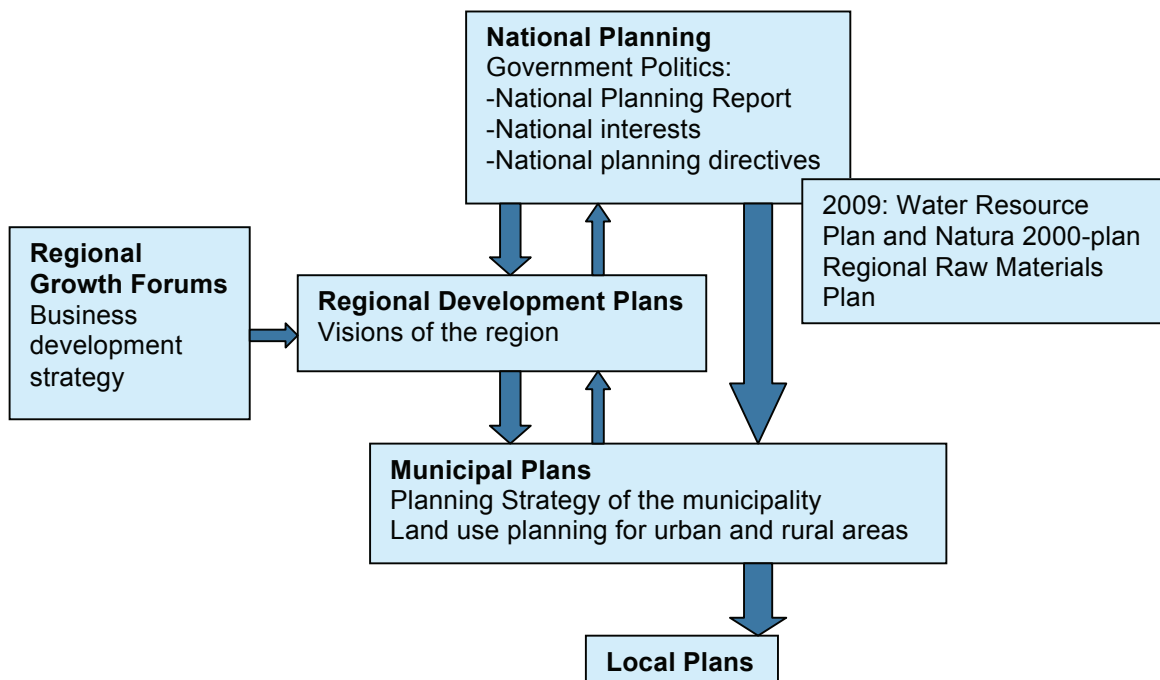 National Planning
Government Politics:
-National Planning Report
-National interests
-National planning directives
2009: Water Resource
Plan and Natura 2000-plan
Regional Raw Materials
Plan
Regional
Growth Forums
Business
development
strategy
Regional Development Plans
Visions of the region
Municipal Plans
Planning Strategy of the municipality
Land use planning for urban and rural areas
Local Plans